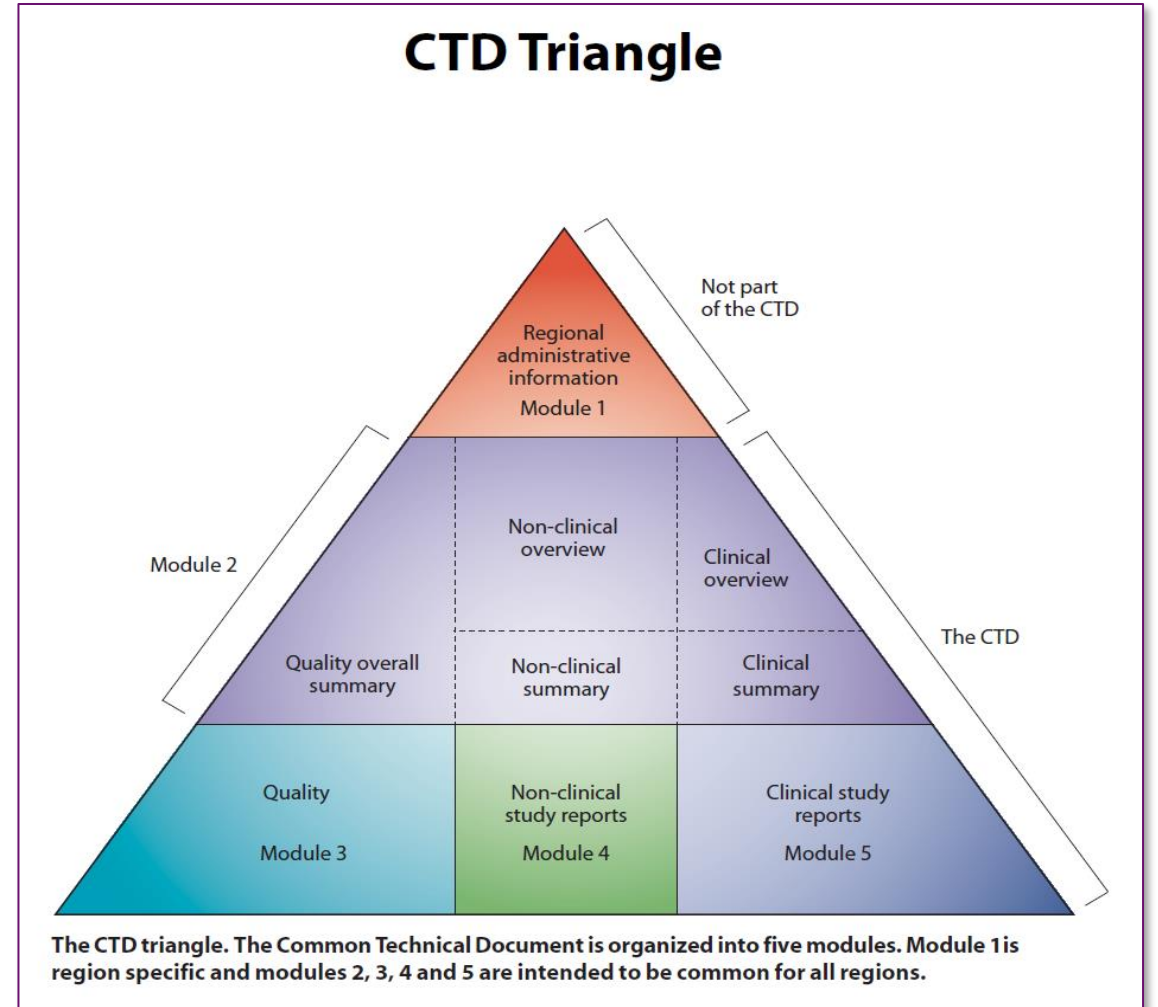 CTD Triangle
Not part
of the CTD
Regional
administrative
information
Module 1
Module 2
Non-clinical
overview
Clinical
overview
The CTD
Quality overall
summary
Non-clinical
summary
Clinical
summary
Quality
Module 3
Non-clinical
study reports
Module 4
Clinical study
reports
Module 5
The CTD triangle. The Common Technical Document is organized into five modules. Module 1is
region specific and modules 2, 3, 4 and 5 are intended to be common for all regions.